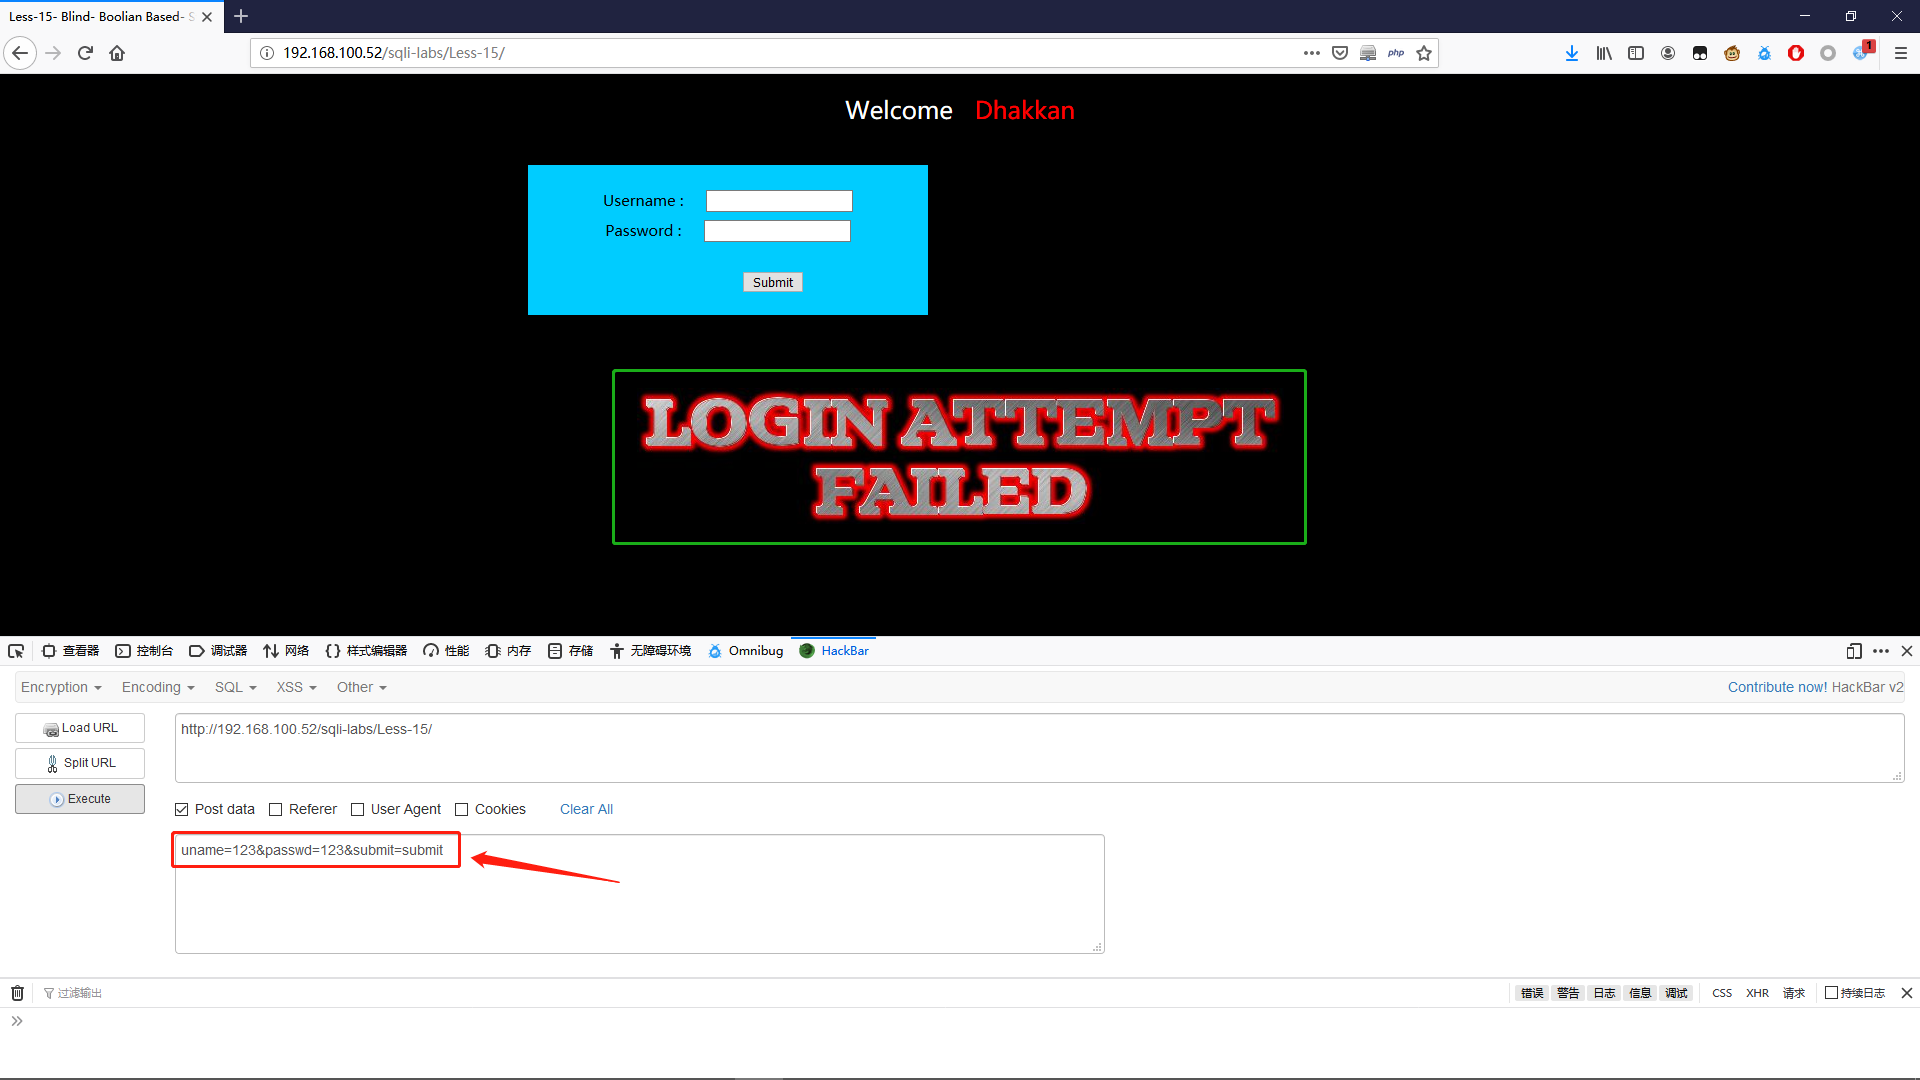 Less-15- Blind- Boolian Based- S
192.168.100.52/sqli-labs/Less-15/
php
1
Welcome Dhakkan
Username :
Password :
Submit
LOGIN ATTEMPT
FAILED
查看器 控制台 调试器 网络 样式编辑器 性能 内存 存储 无障碍环境 Omnibug HackBar
Encryption Encoding SQL XSS Other Contribute now! HackBar v2
Load URL
http://192.168.100.52/sqli-labs/Less-15/
Split URL
Execute
Post data Referer User Agent Cookies Clear All
uname=123&passwd=123&submit=submit
过滤输出 错误 警告 日志 信息 调试 CSS XHR 请求 持续日志